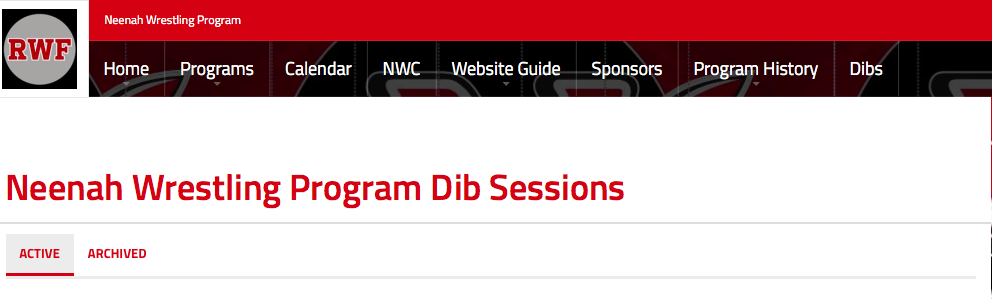 Neenah Wrestling Program
RWF
Home Programs Calendar NWC Website Guide Sponsors Program History Dibs
Neenah Wrestling Program Dib Sessions
ACTIVE ARCHIVED